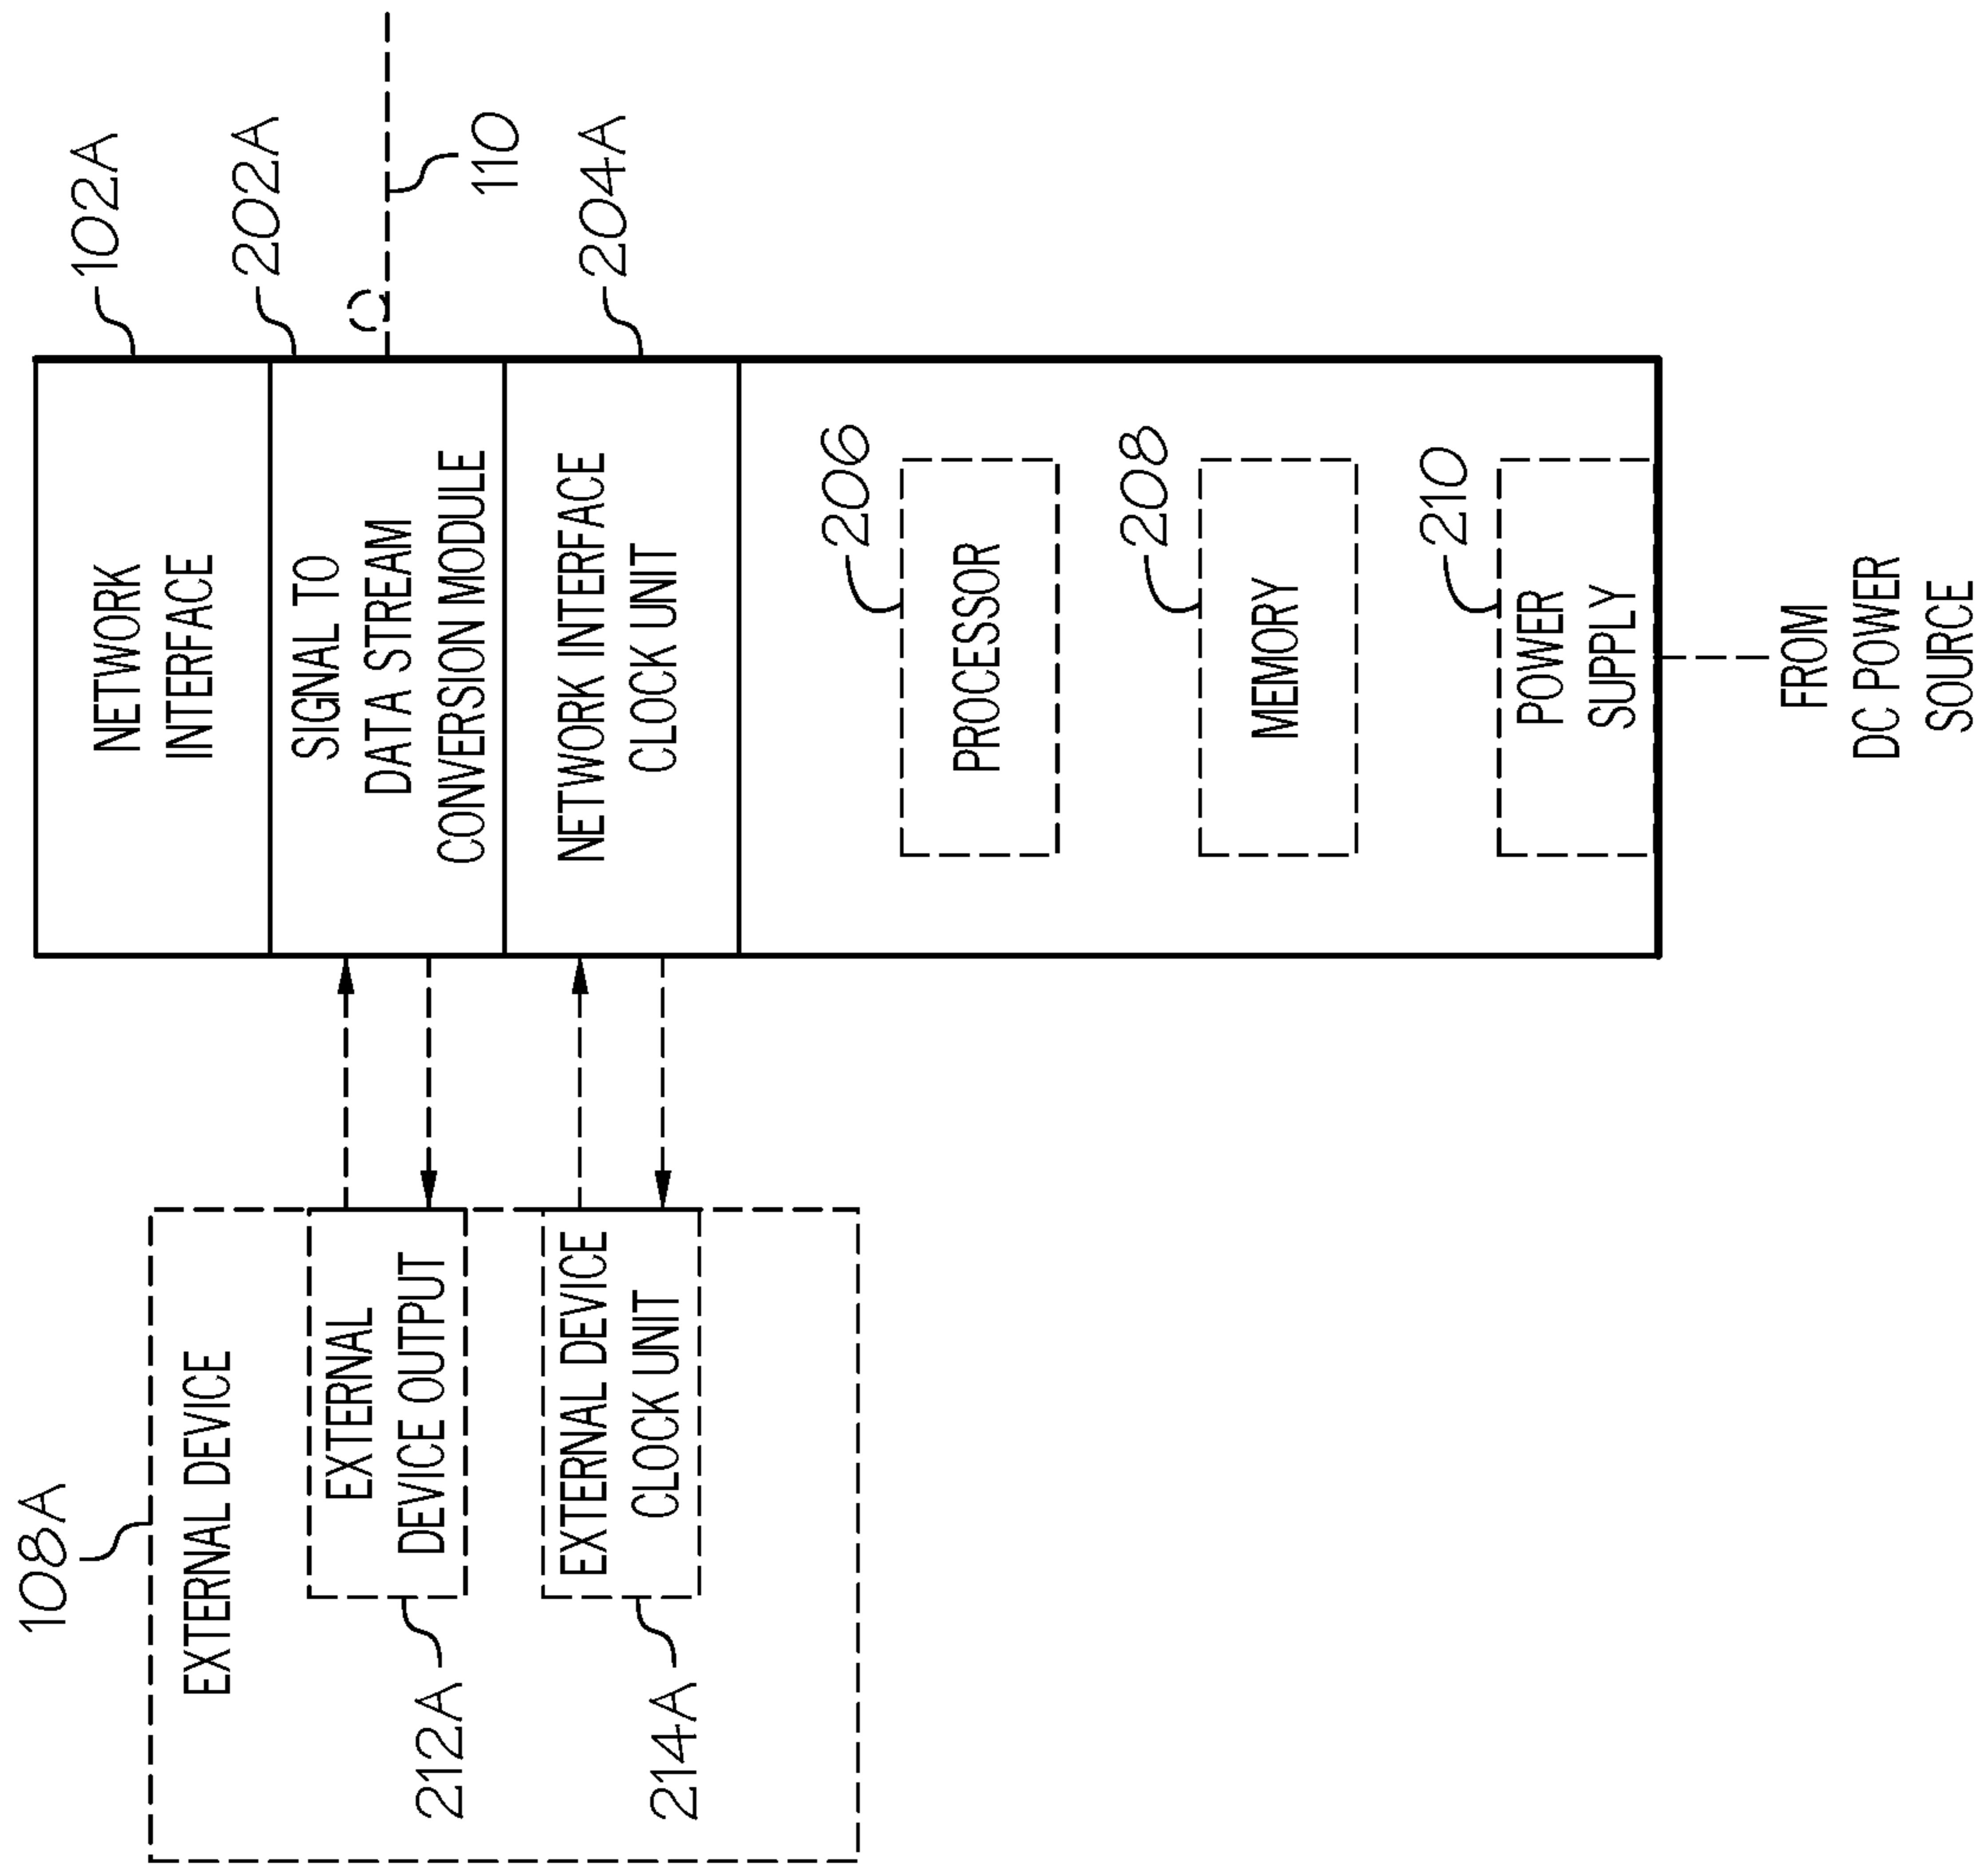 108A
EXTERNAL DEVICE
EXTERNAL
DEVICE OUTPUT
212A
EXTERNAL DEVICE
CLOCK UNIT
214A
102A
NETWORK
INTERFACE
202A
SIGNAL TO
DATA STREAM
CONVERSION MODULE
110
204A
NETWORK INTERFACE
CLOCK UNIT
206
PROCESSOR
208
MEMORY
210
POWER
SUPPLY
FROM
DC POWER
SOURCE